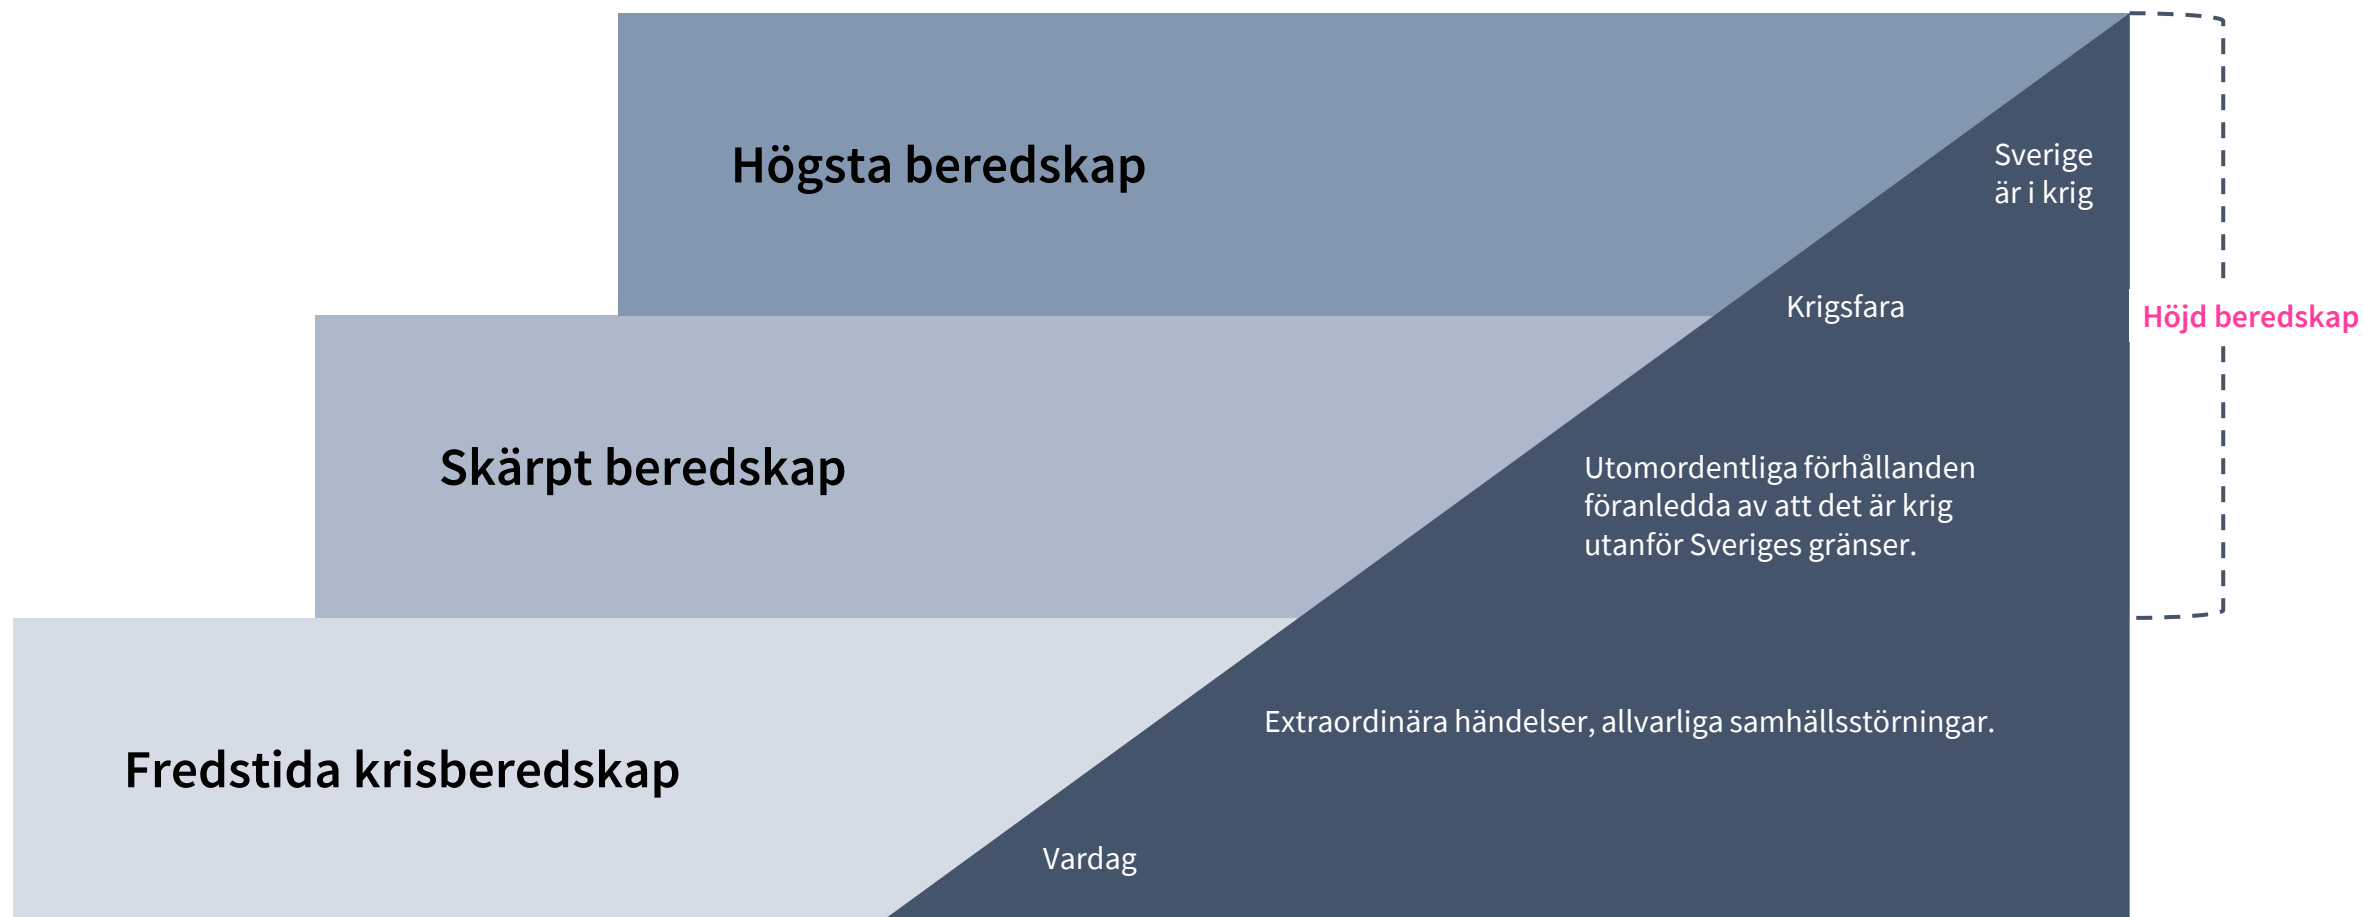 Högsta beredskap
Sverige
är i krig
Krigsfara
Höjd beredskap
Skärpt beredskap
Utomordentliga förhållanden
föranledda av att det är krig
utanför Sveriges gränser.
Extraordinära händelser, allvarliga samhällsstörningar.
Fredstida krisberedskap
Vardag